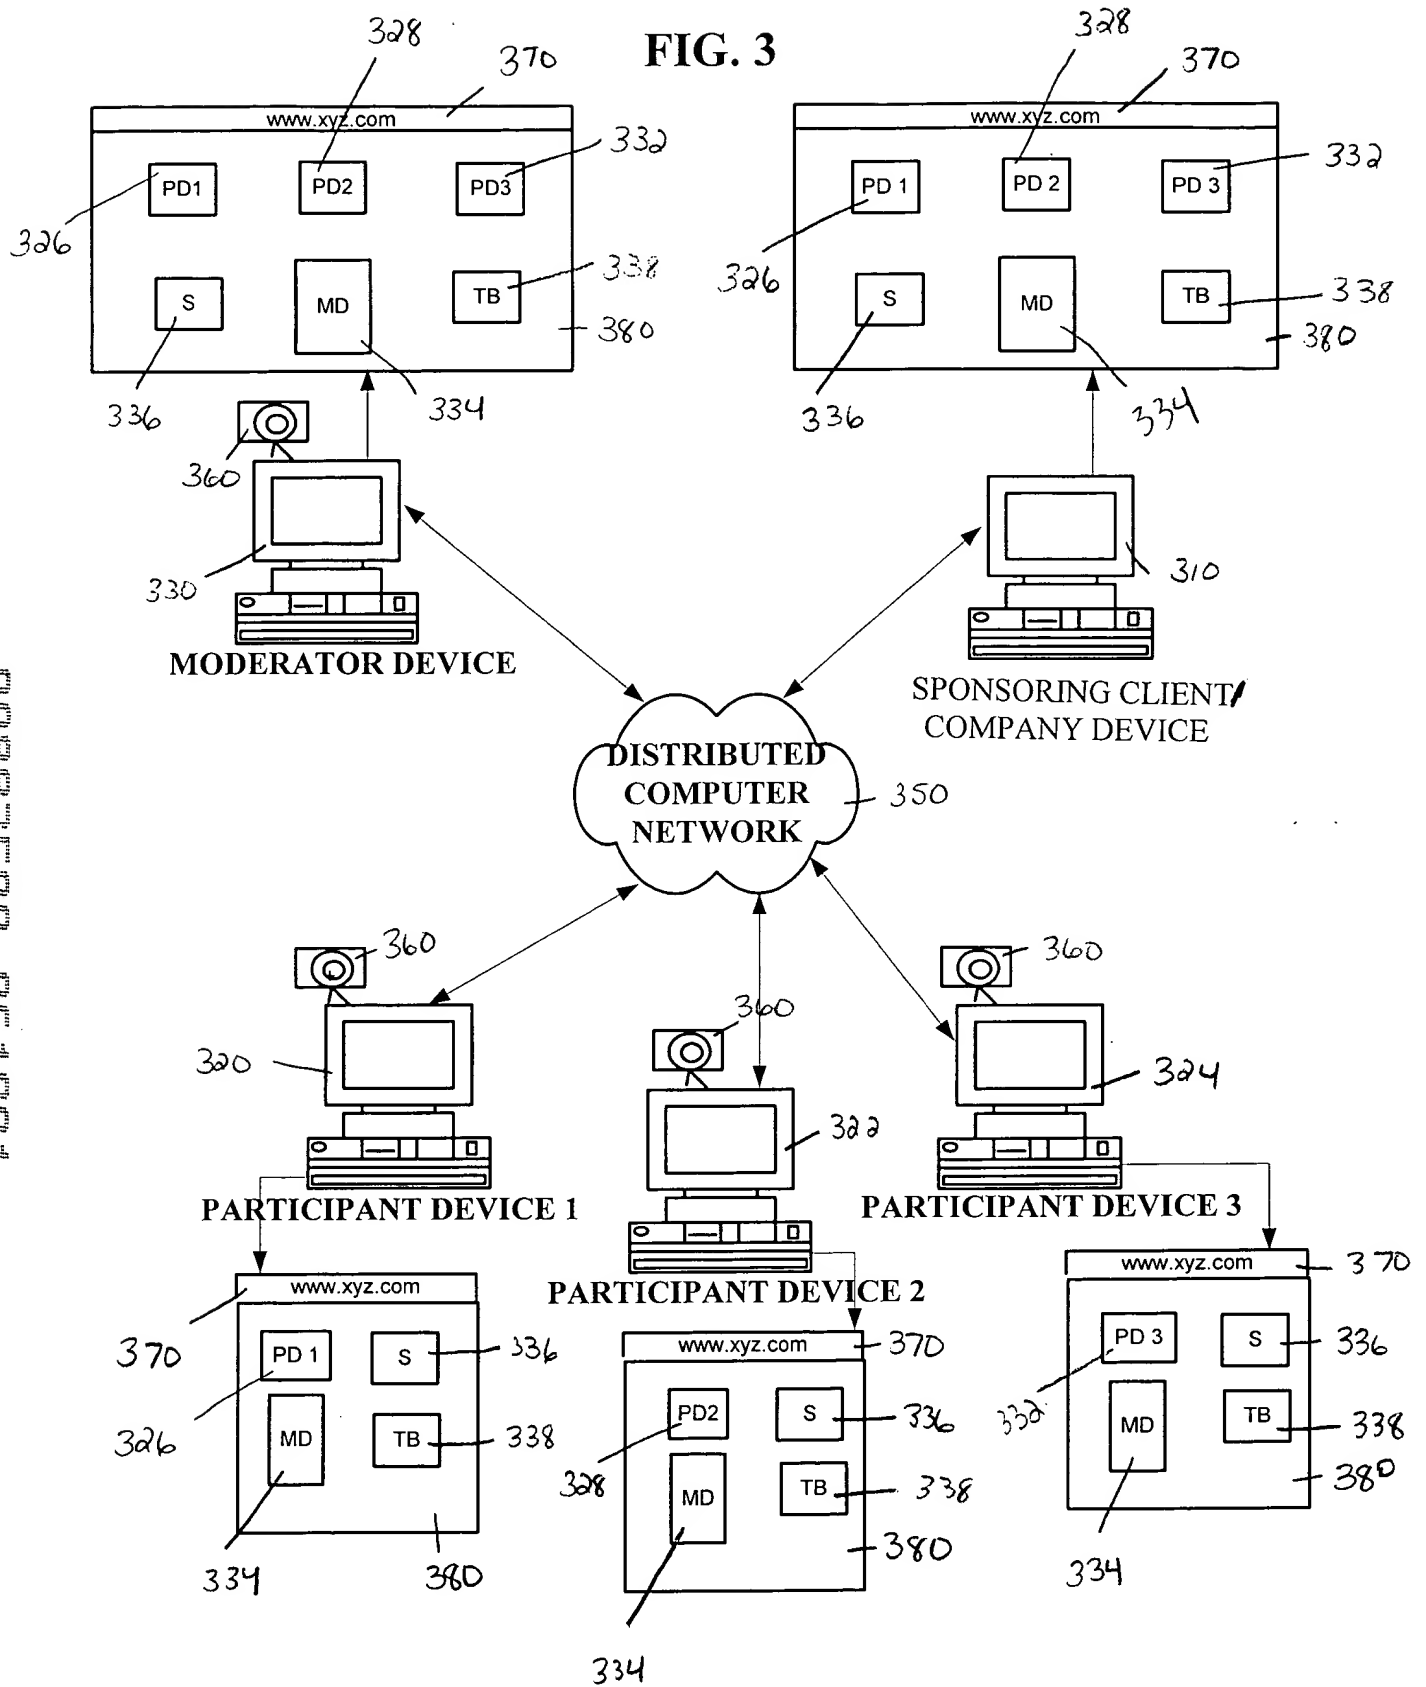 FIG. 3
328
370
www.xyz.com
PD1
PD2
PD3
332
326
S
MD
TB
338
380
336
334
328
370
www.xyz.com
PD 1
PD 2
PD 3
332
326
S
MD
TB
338
380
336
334
360
330
MODERATOR DEVICE
310
SPONSORING CLIENT/
COMPANY DEVICE
DISTRIBUTED
COMPUTER
NETWORK
350
360
320
PARTICIPANT DEVICE 1
360
322
PARTICIPANT DEVICE 2
360
324
PARTICIPANT DEVICE 3
www.xyz.com
370
PD 1
S
336
326
MD
TB
338
334
380
www.xyz.com
370
PD2
S
336
328
MD
TB
338
380
334
www.xyz.com
370
PD 3
S
336
332
MD
TB
338
380
334